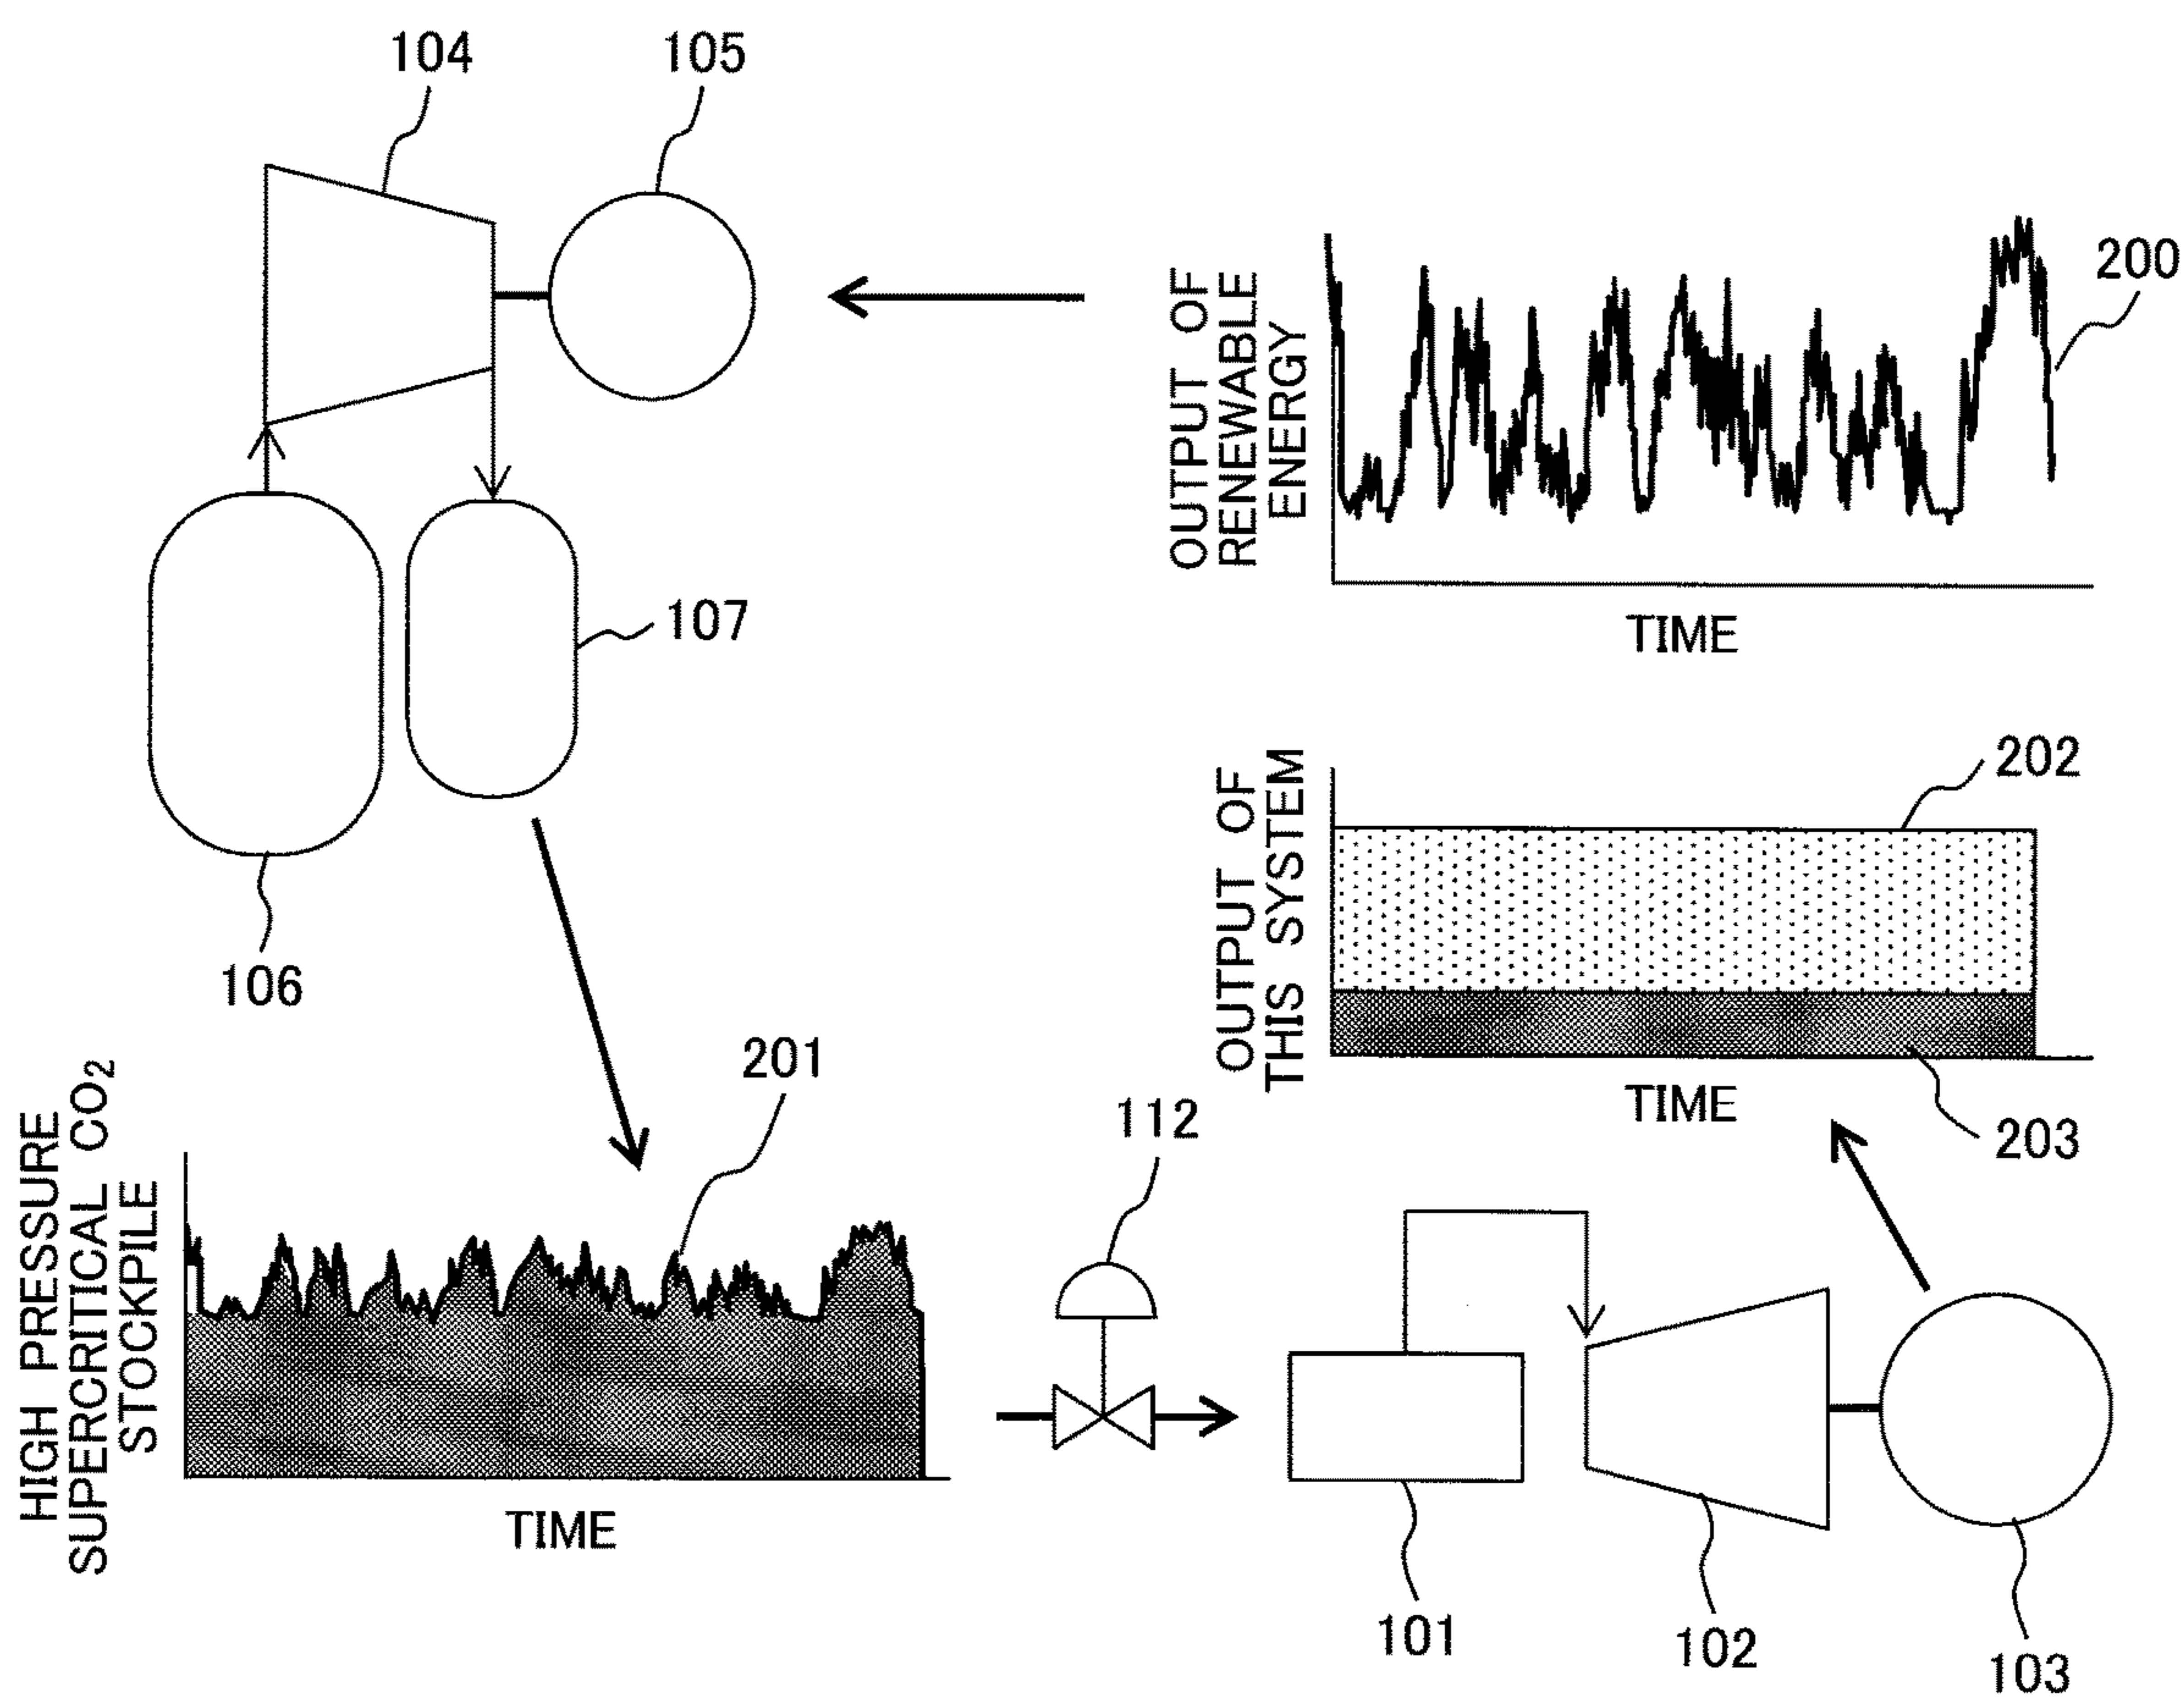 104
105
OUTPUT OF
RENEWABLE
ENERGY
200
TIME
107
106
OUTPUT OF
THIS SYSTEM
202
203
TIME
HIGH PRESSURE
SUPERCRITICAL CO₂
STOCKPILE
201
TIME
112
101
102
103